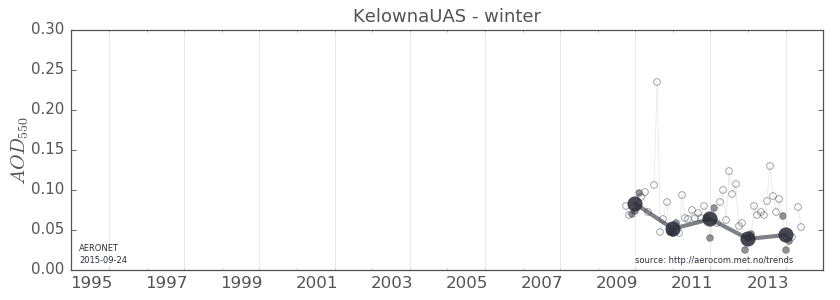 KelownaUAS - winter
0.30
0.25
0.20
0.15
0.10
0.05
0.00
AOD550
AERONET
2015-09-24
source: http://aerocom.met.no/trends
1995 1997 1999 2001 2003 2005 2007 2009 2011 2013